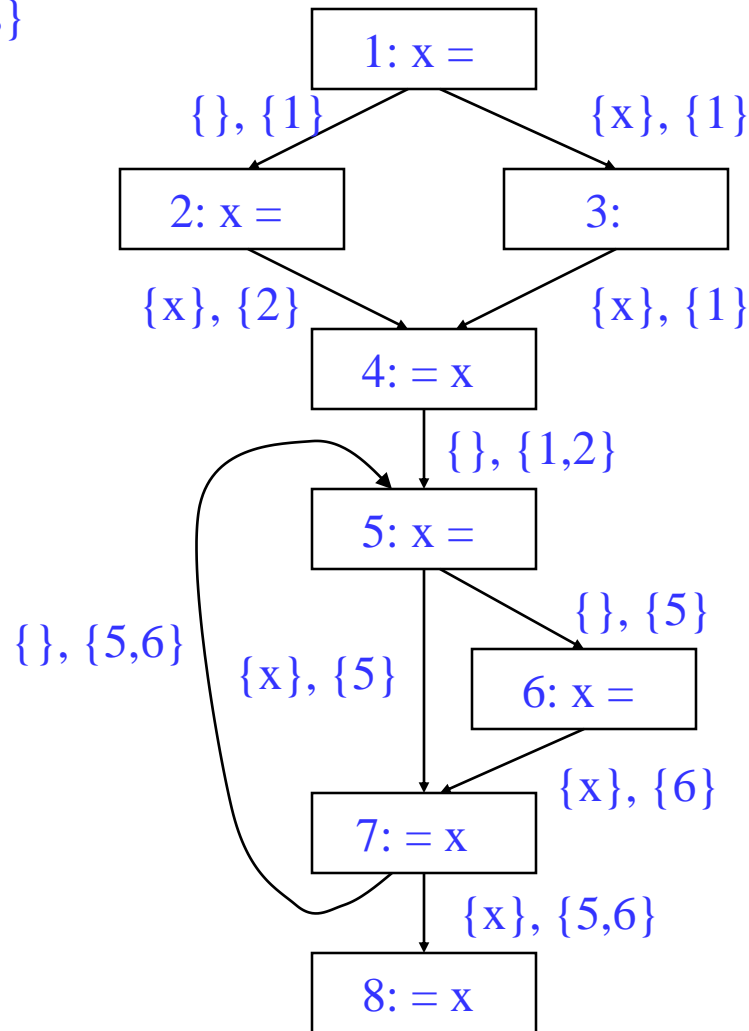 }
1: x =
{}, {1} {x}, {1}
2: x = 3:
{x}, {2} {x}, {1}
4: = x
{}, {1,2}
5: x =
{}, {5}
{}, {5,6} {x}, {5}
6: x =
{x}, {6}
7: = x
{x}, {5,6}
8: = x